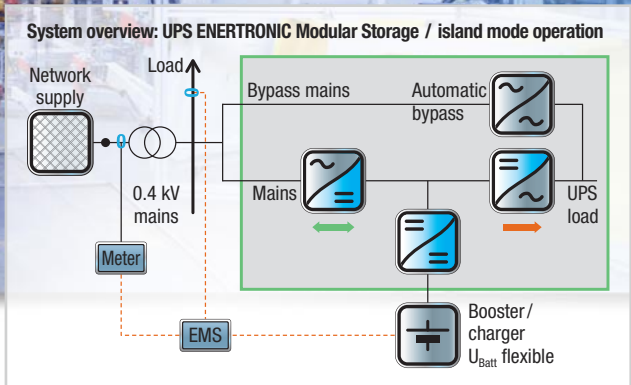 System overview: UPS ENERTRONIC Modular Storage / island mode operation
Network
supply
Load
Bypass mains
Automatic
bypass
0.4 kV
mains
Mains
UPS
load
Meter
EMS
Booster/
charger
U_Batt flexible